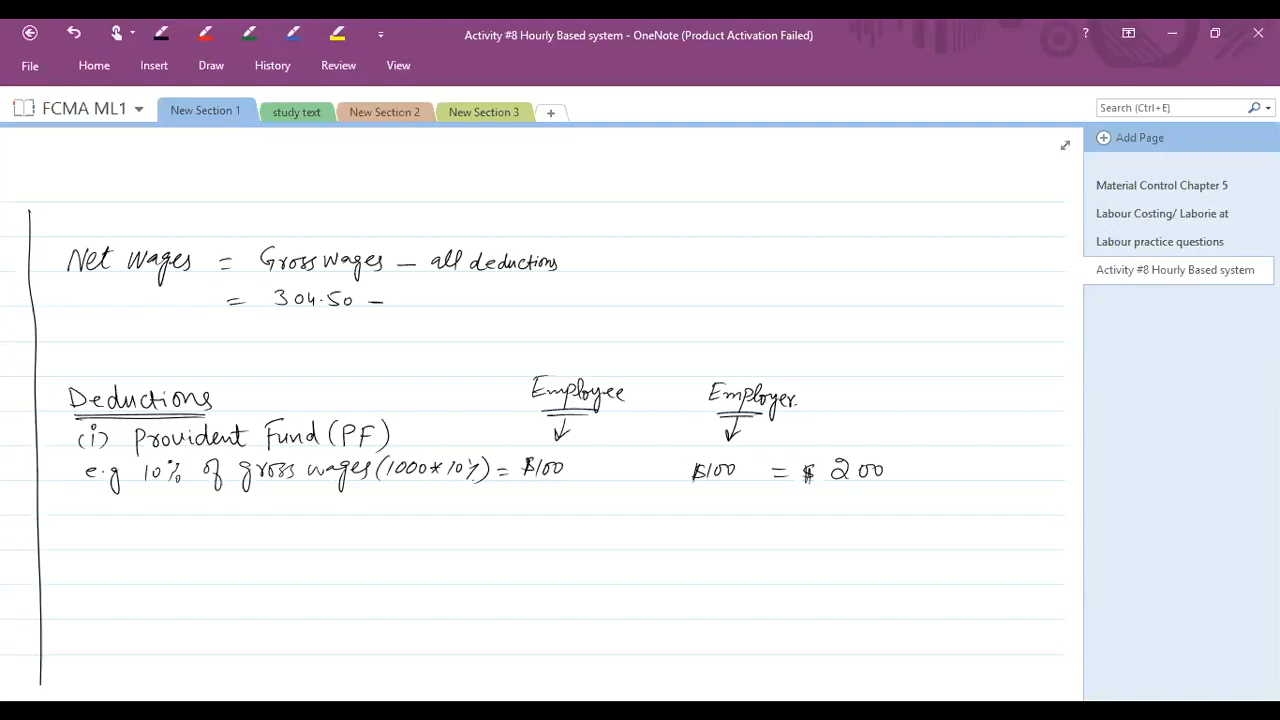 Activity #8 Hourly Based system - OneNote (Product Activation Failed)
?
File Home Insert Draw History Review View
FCMA ML1 New Section 1 study text New Section 2 New Section 3 +
Search (Ctrl+E)
Add Page
Material Control Chapter 5
Labour Costing/ Laborie at
Labour practice questions
Activity #8 Hourly Based system
Net wages = Gross wages - all deductions
= 304.50 -
Deductions Employee Employer
(i) Provident Fund (PF)
e.g 10% of gross wages (1000*10%) = $100 $100 = $ 200